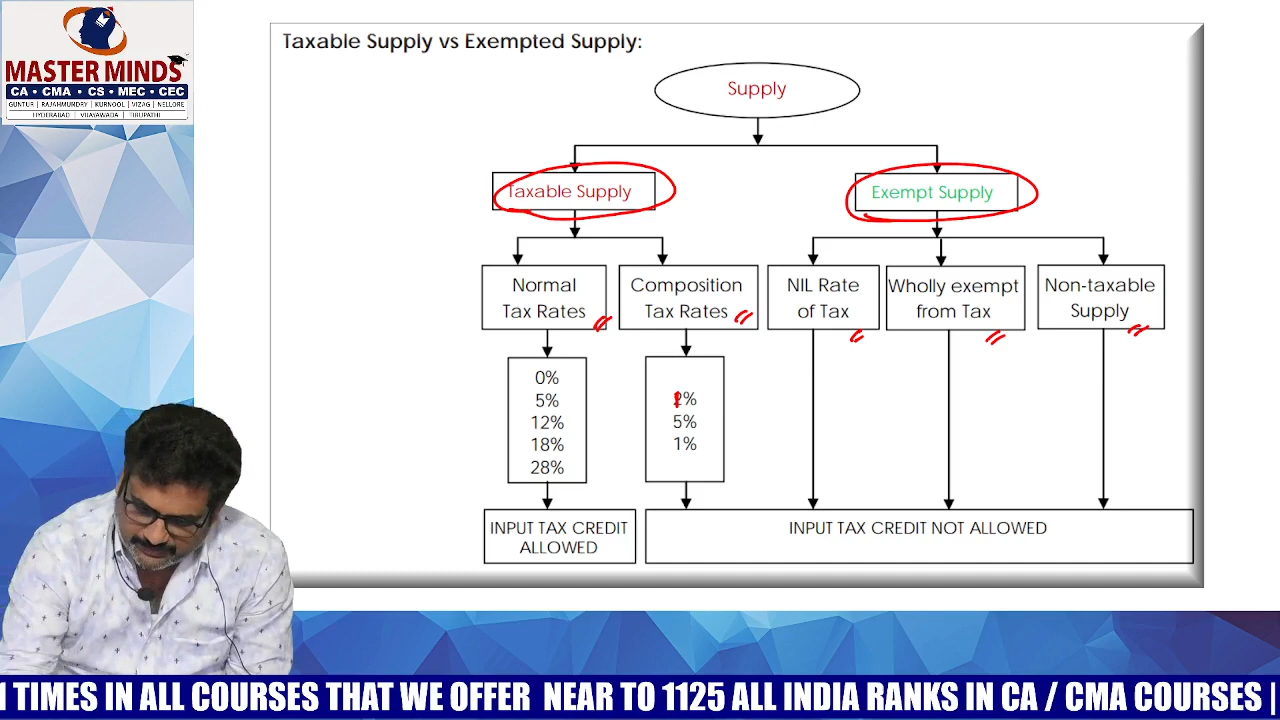 MASTER MINDS
CA • CMA • CS • MEC • CEC
GUNTUR | RAJAHMUNDRY | KURNOOL | VIZAG | NELLORE
HYDERABAD | VIJAYAWADA | TIRUPATHI
Taxable Supply vs Exempted Supply:
Supply
Taxable Supply
Exempt Supply
Normal
Tax Rates
Composition
Tax Rates
NIL Rate
of Tax
Wholly exempt
from Tax
Non-taxable
Supply
0%
5%
12%
18%
28%
%
5%
1%
INPUT TAX CREDIT
ALLOWED
INPUT TAX CREDIT NOT ALLOWED
TIMES IN ALL COURSES THAT WE OFFER NEAR TO 1125 ALL INDIA RANKS IN CA / CMA COURSES |